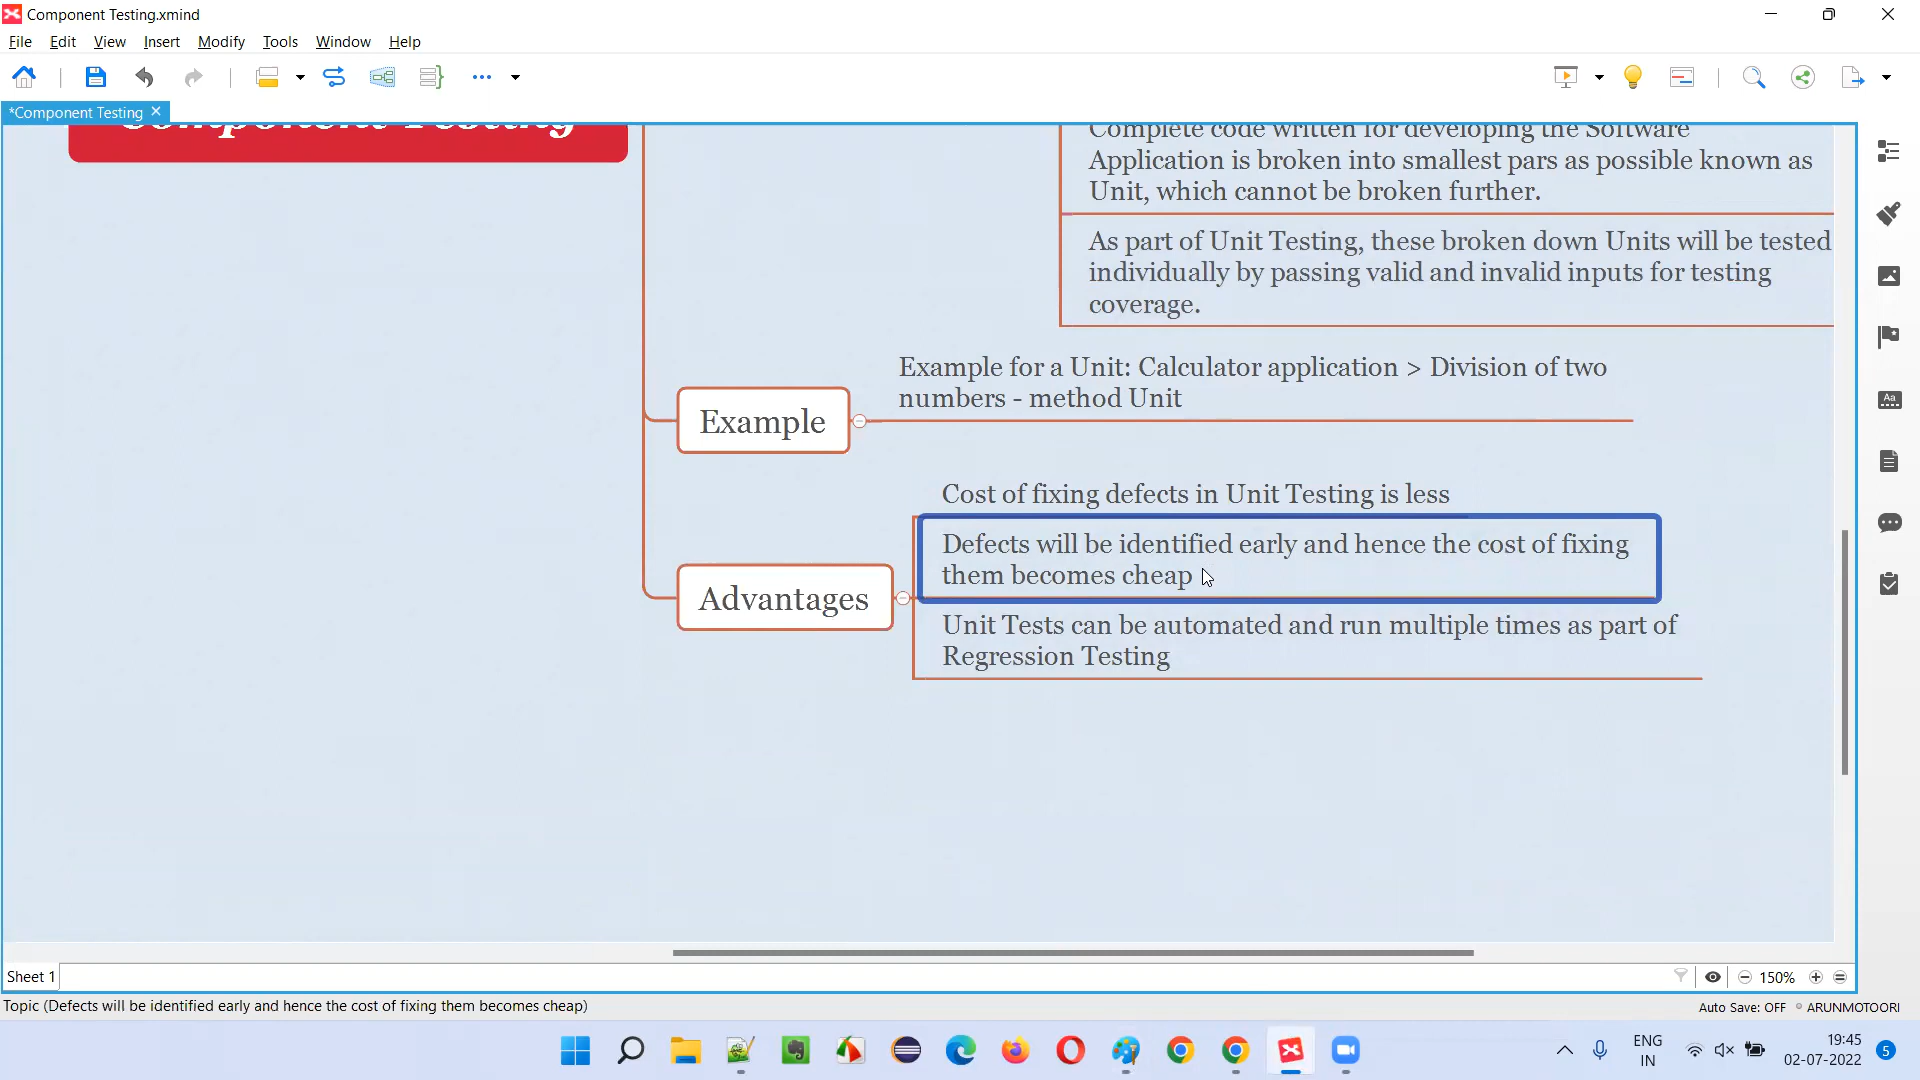 Component Testing.xmind
File Edit View Insert Modify Tools Window Help
*Component Testing
Component Testing
Complete code written for developing the Software
Application is broken into smallest pars as possible known as
Unit, which cannot be broken further.
As part of Unit Testing, these broken down Units will be tested
individually by passing valid and invalid inputs for testing
coverage.
Example for a Unit: Calculator application > Division of two
numbers - method Unit
Example
Cost of fixing defects in Unit Testing is less
Defects will be identified early and hence the cost of fixing
them becomes cheap
Advantages
Unit Tests can be automated and run multiple times as part of
Regression Testing
Aa
Sheet 1
150%
Topic (Defects will be identified early and hence the cost of fixing them becomes cheap)
Auto Save: OFF
ARUNMOTOORI
ENG
IN
19:45
02-07-2022
5